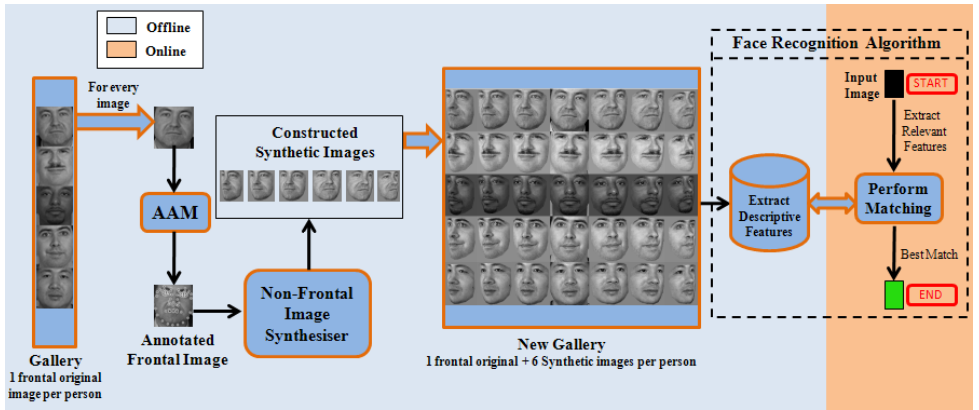 Offline
Online
For every
image
Gallery
1 frontal original
image per person
AAM
Annotated
Frontal Image
Constructed
Synthetic Images
Non-Frontal
Image
Synthesiser
New Gallery
1 frontal original + 6 Synthetic images per person
Face Recognition Algorithm
Input
Image
START
Extract
Relevant
Features
Extract
Descriptive
Features
Perform
Matching
Best Match
END